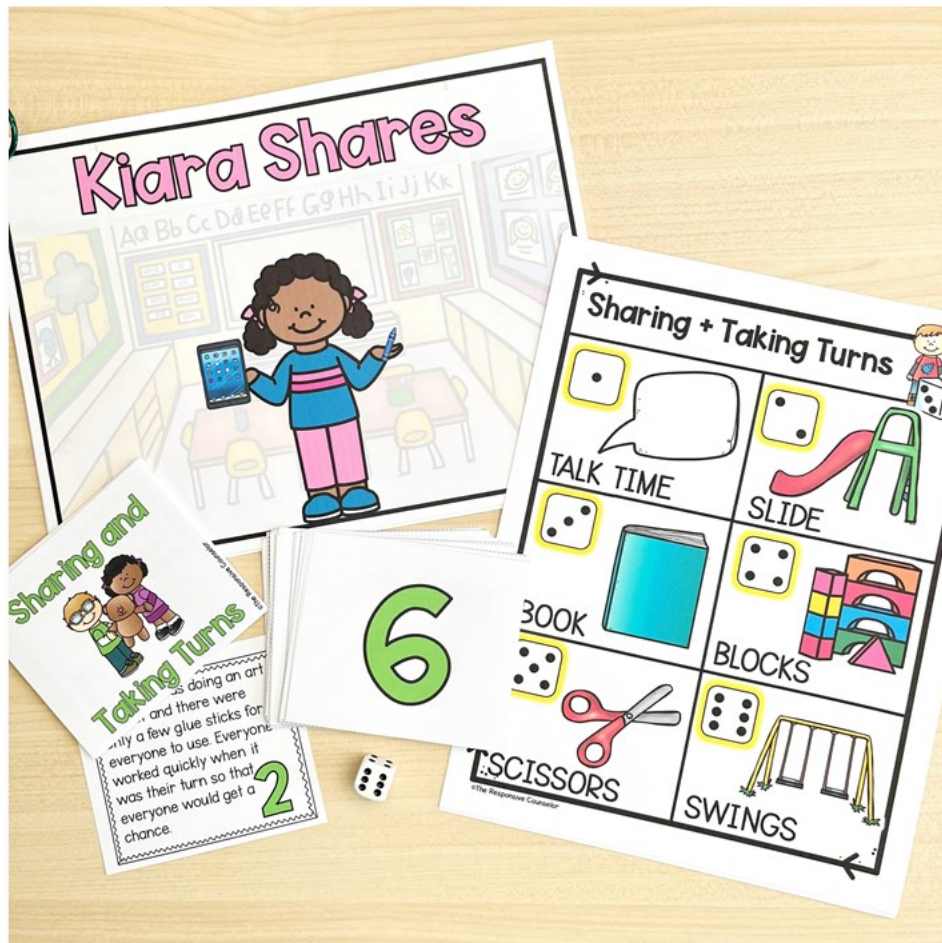 Kiara Shares
Aa Bb Cc Dd Ee Ff Gg Hh Ii Jj Kk
Sharing + Taking Turns
TALK TIME
SLIDE
BOOK
BLOCKS
SCISSORS
SWINGS
©The Responsive Counselor
Sharing and
Taking Turns
©The Responsive Counselor
6
doing an art
and there were
a few glue sticks for
everyone to use. Everyone
worked quickly when it
was their turn so that
everyone would get a
chance.
2